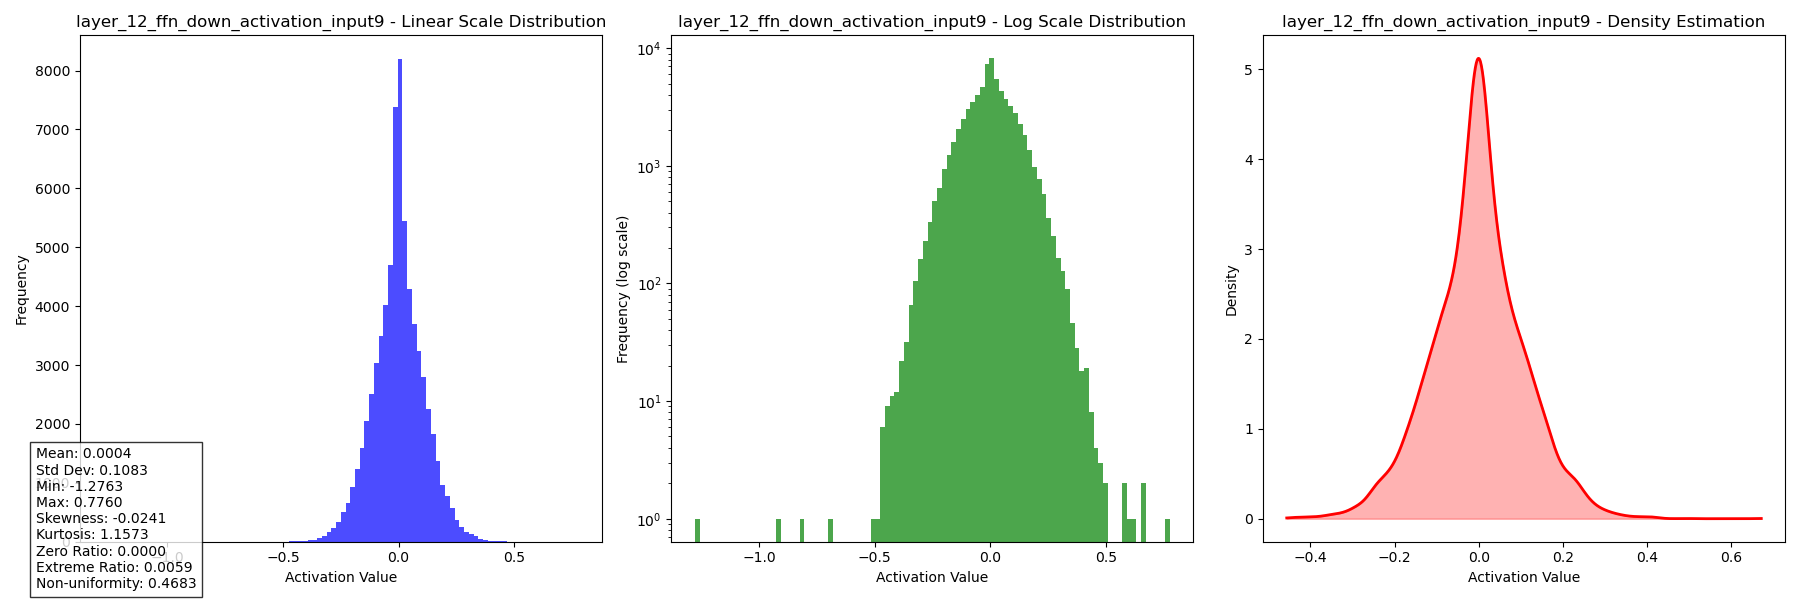 layer_12_ffn_down_activation_input9 - Linear Scale Distribution
8000
7000
6000
5000
4000
3000
2000
1000
0
Frequency
−1.0
−0.5
0.0
0.5
Activation Value
Mean: 0.0004
Std Dev: 0.1083
Min: -1.2763
Max: 0.7760
Skewness: -0.0241
Kurtosis: 1.1573
Zero Ratio: 0.0000
Extreme Ratio: 0.0059
Non-uniformity: 0.4683
layer_12_ffn_down_activation_input9 - Log Scale Distribution
10⁴
10³
10²
10¹
10⁰
Frequency (log scale)
−1.0
−0.5
0.0
0.5
Activation Value
layer_12_ffn_down_activation_input9 - Density Estimation
5
4
3
2
1
0
Density
−0.4
−0.2
0.0
0.2
0.4
0.6
Activation Value